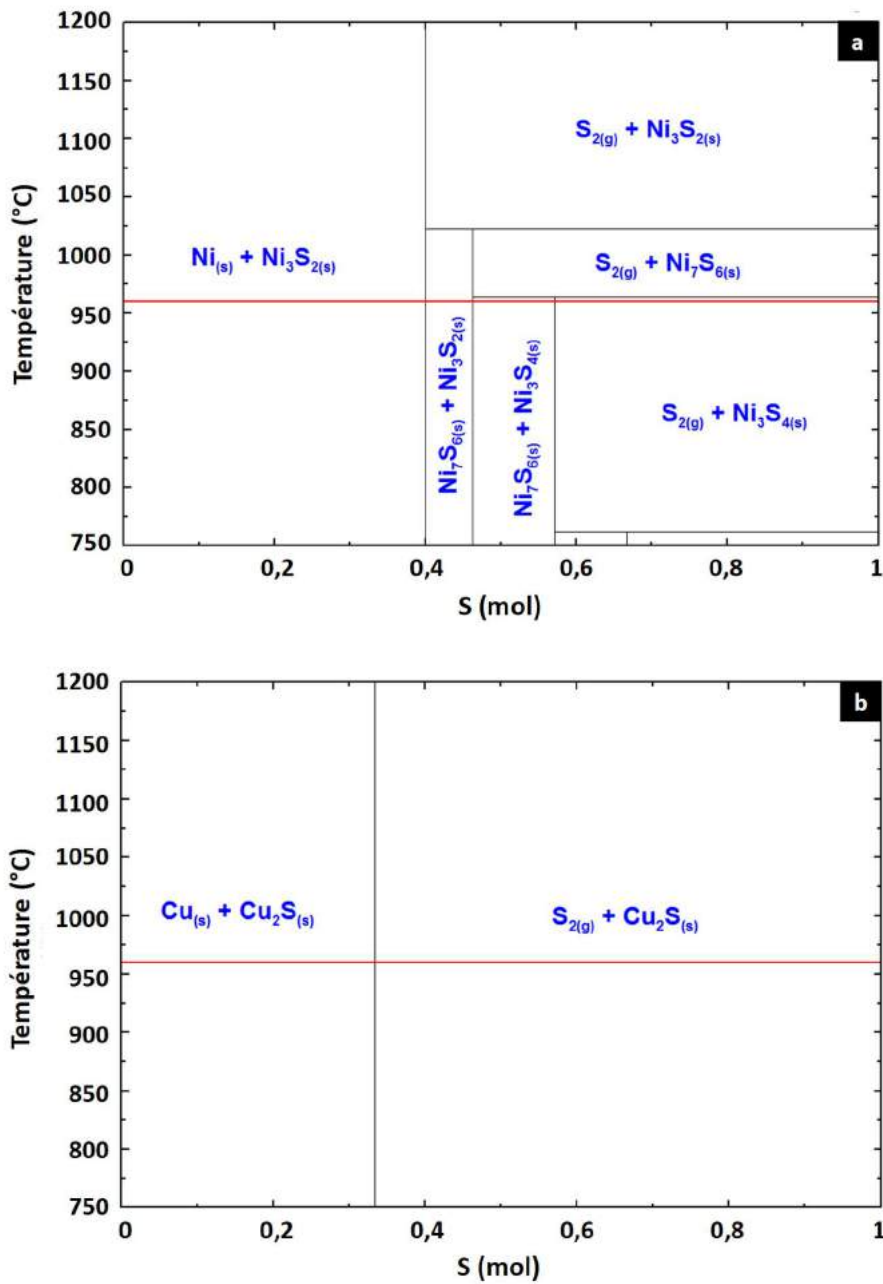 a
1200
1150
1100
1050
1000
950
900
850
800
750
Température (°C)
S₂(g) + Ni₃S₂(s)
Ni(s) + Ni₃S₂(s)
S₂(g) + Ni₇S₆(s)
Ni₇S₆(s) + Ni₃S₂(s)
Ni₇S₆(s) + Ni₃S₄(s)
S₂(g) + Ni₃S₄(s)
0 0,2 0,4 0,6 0,8 1
S (mol)
b
1200
1150
1100
1050
1000
950
900
850
800
750
Température (°C)
Cu(s) + Cu₂S(s)
S₂(g) + Cu₂S(s)
0 0,2 0,4 0,6 0,8 1
S (mol)